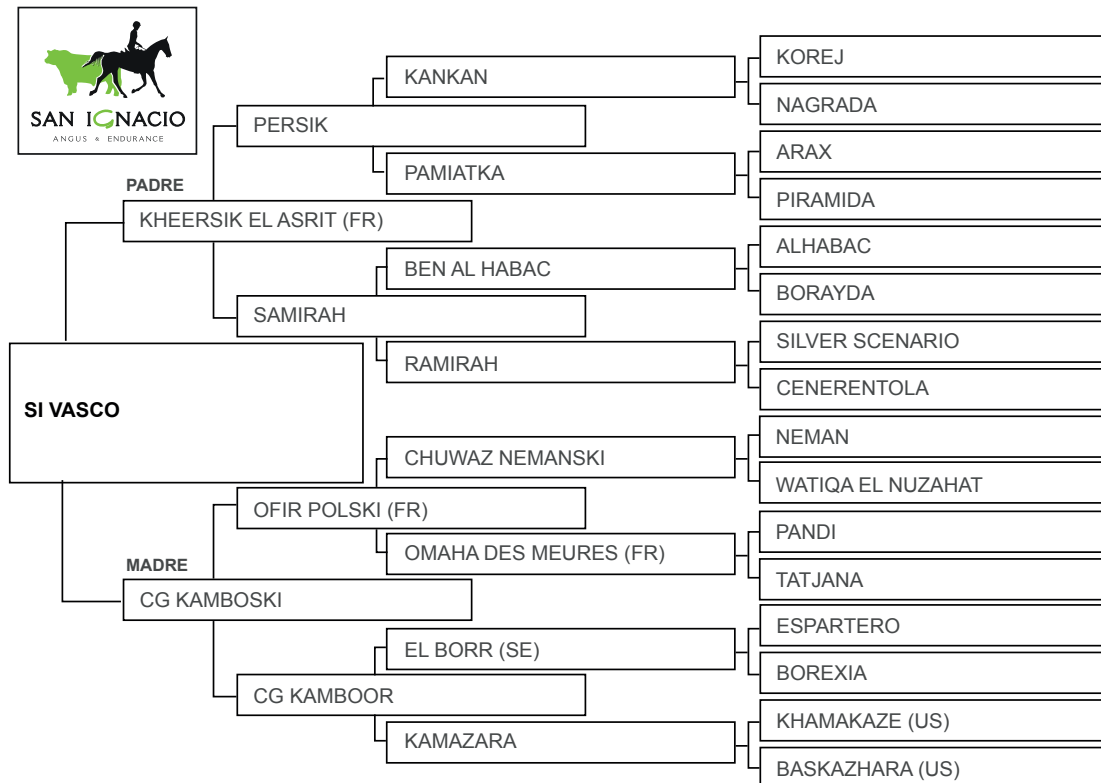 SAN IGNACIO
ANGUS & ENDURANCE
PADRE
KHEERSIK EL ASRIT (FR)
PERSIK
KANKAN
KOREJ
NAGRADA
PAMIATKA
ARAX
PIRAMIDA
SAMIRAH
BEN AL HABAC
ALHABAC
BORAYDA
RAMIRAH
SILVER SCENARIO
CENERENTOLA
SI VASCO
MADRE
CG KAMBOSKI
OFIR POLSKI (FR)
CHUWAZ NEMANSKI
NEMAN
WATIQA EL NUZAHAT
OMAHA DES MEURES (FR)
PANDI
TATJANA
CG KAMBOOR
EL BORR (SE)
ESPARTERO
BOREXIA
KAMAZARA
KHAMAKAZE (US)
BASKAZHARA (US)